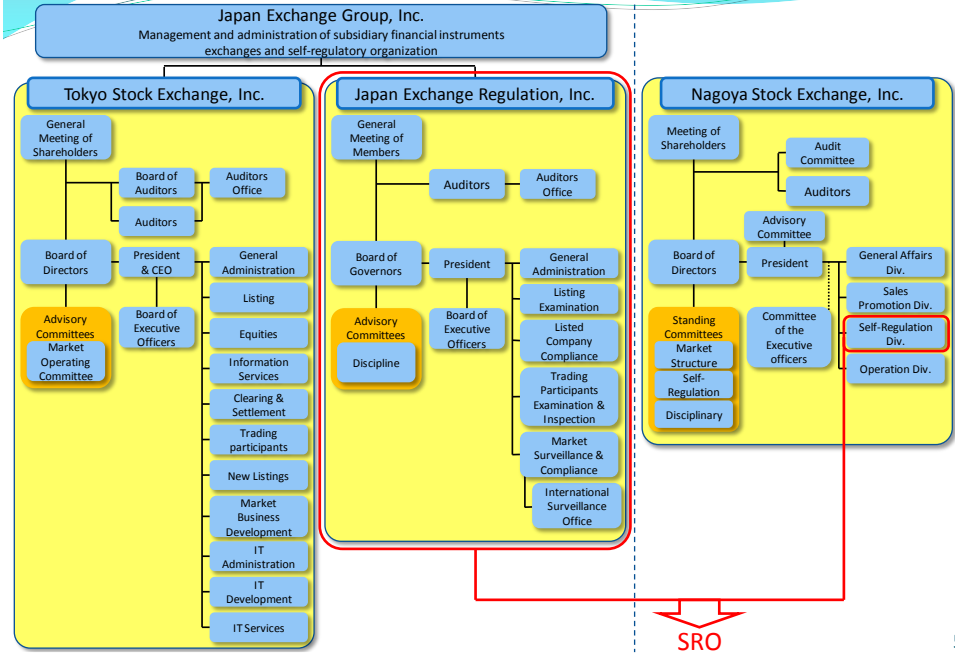 Japan Exchange Group, Inc.
Management and administration of subsidiary financial instruments
exchanges and self-regulatory organization
Tokyo Stock Exchange, Inc.
General
Meeting of
Shareholders
Board of
Auditors
Auditors
Office
Auditors
Board of
Directors
President
& CEO
General
Administration
Listing
Advisory
Committees
Market
Operating
Committee
Board of
Executive
Officers
Equities
Information
Services
Clearing &
Settlement
Trading
participants
New Listings
Market
Business
Development
IT
Administration
IT
Development
IT Services
Japan Exchange Regulation, Inc.
General
Meeting of
Members
Auditors
Auditors
Office
Board of
Governors
President
General
Administration
Listing
Examination
Advisory
Committees
Discipline
Board of
Executive
Officers
Listed
Company
Compliance
Trading
Participants
Examination &
Inspection
Market
Surveillance &
Compliance
International
Surveillance
Office
Nagoya Stock Exchange, Inc.
Meeting of
Shareholders
Audit
Committee
Auditors
Advisory
Committee
Board of
Directors
President
General Affairs
Div.
Sales
Promotion Div.
Standing
Committees
Market
Structure
Self-
Regulation
Disciplinary
Committee
of the
Executive
officers
Self-Regulation
Div.
Operation Div.
SRO